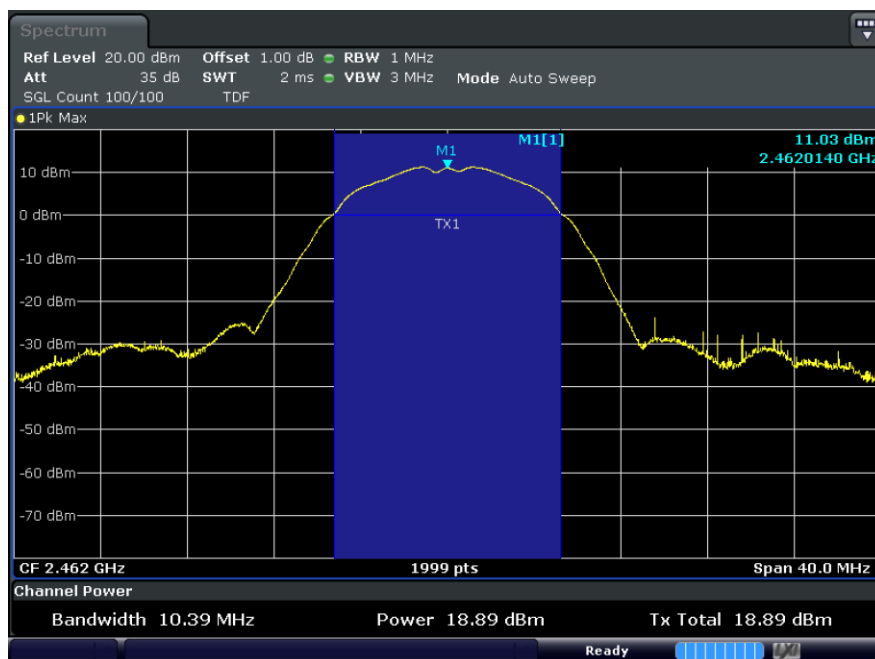 Spectrum
Ref Level 20.00 dBm Offset 1.00 dB RBW 1 MHz
Att 35 dB SWT 2 ms VBW 3 MHz Mode Auto Sweep
SGL Count 100/100 TDF
1Pk Max
M1[1] 11.03 dBm
2.4620140 GHz
M1
10 dBm
0 dBm
TX1
-10 dBm
-20 dBm
-30 dBm
-40 dBm
-50 dBm
-60 dBm
-70 dBm
CF 2.462 GHz 1999 pts Span 40.0 MHz
Channel Power
Bandwidth 10.39 MHz Power 18.89 dBm Tx Total 18.89 dBm
Ready